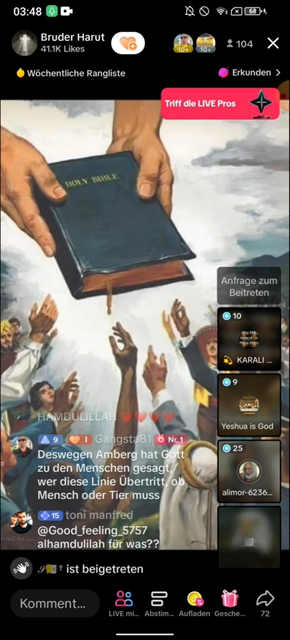 03:48
68
Bruder Harut
41.1K Likes
10+
10+
104
Wöchentliche Rangliste
Erkunden >
Triff die LIVE Pros
HOLY BIBLE
Anfrage zum
Beitreten
10
KARALI ...
9
Yeshua is God
25
alimor-6236...
HAMDULILLAH
9 I Gangsta81 Nr.1
Deswegen Amberg hat Gott
zu den Menschen gesagt,
wer diese Linie Übertritt, ob
Mensch oder Tier muss
15 toni manfred
@Good_feeling_5757
alhamdulilah für was??
ist beigetreten
Komment...
LIVE mi...
Abstim...
Aufladen
Gesche...
72